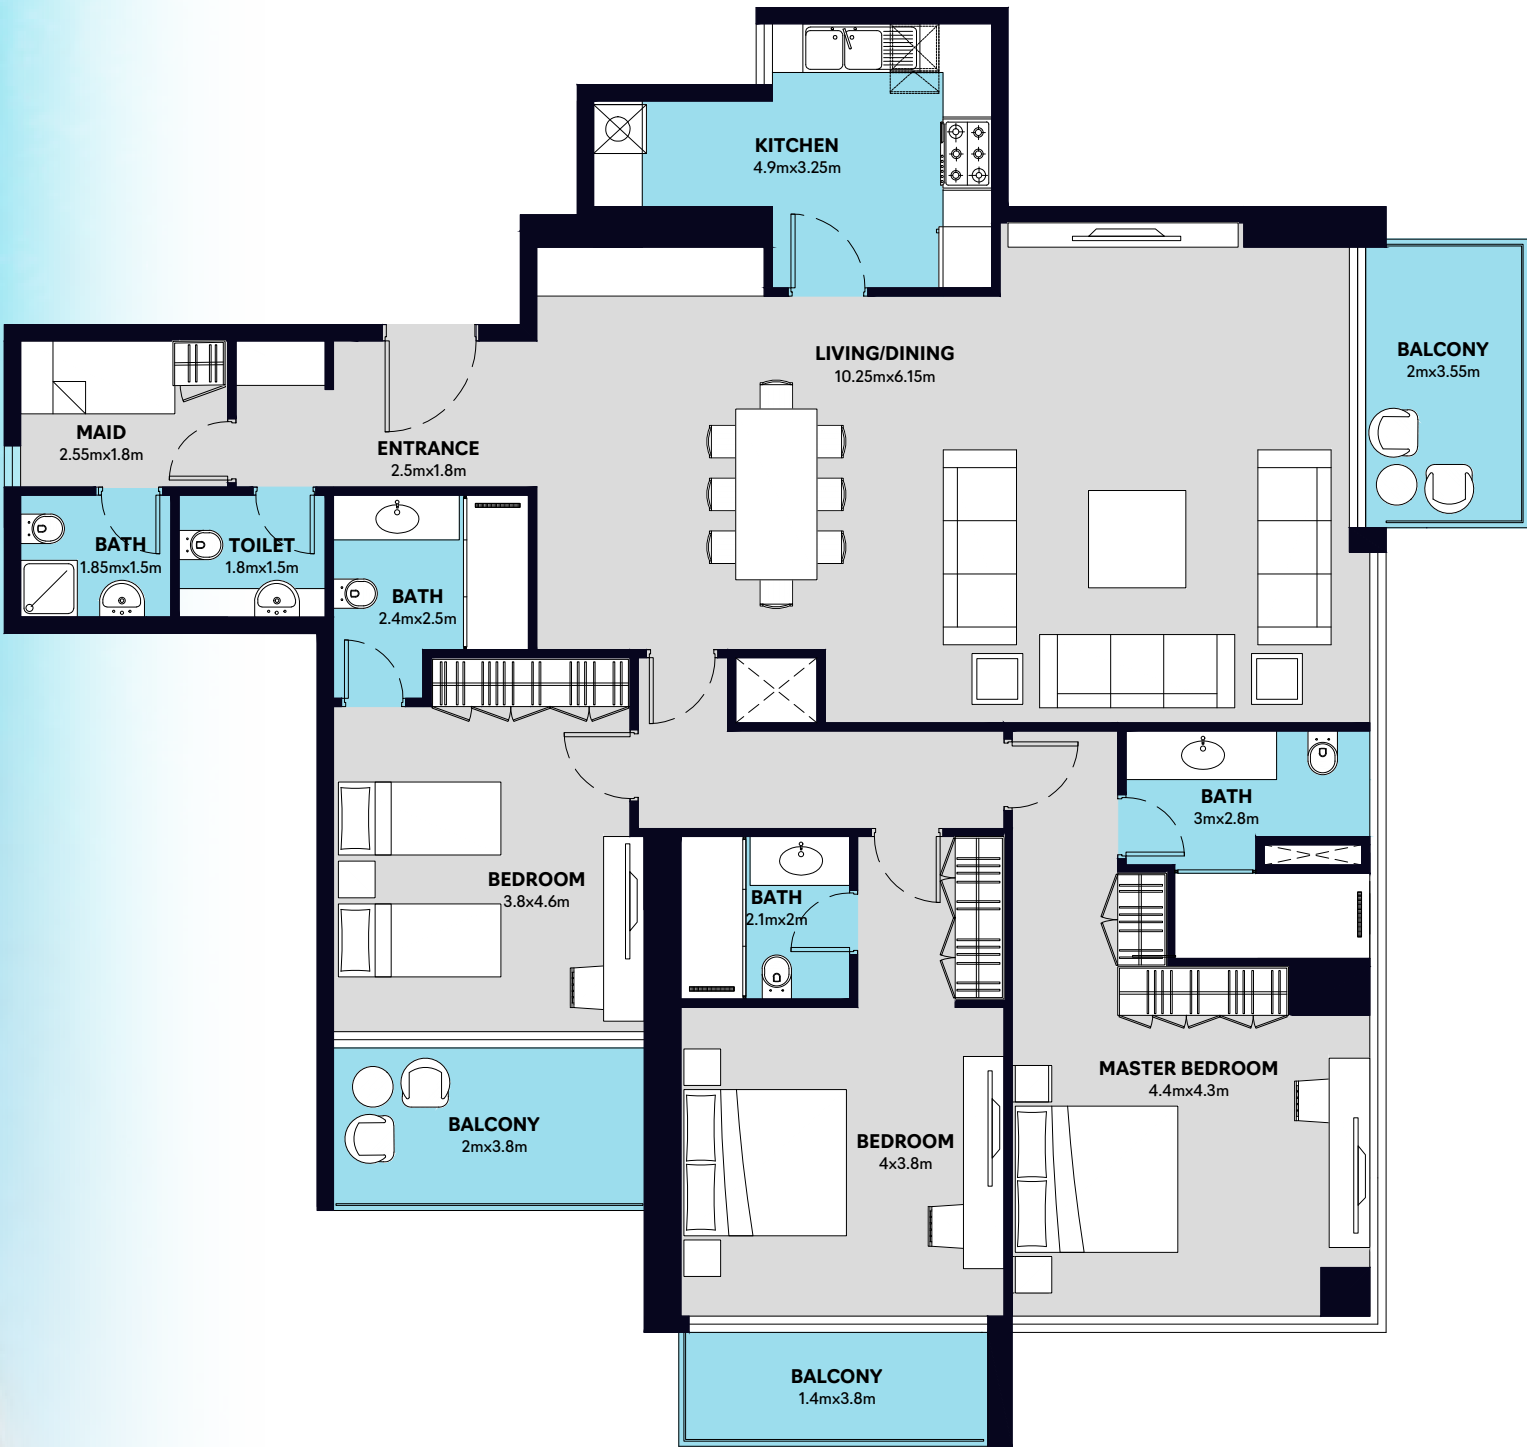 KITCHEN
4.9mx3.25m
LIVING/DINING
10.25mx6.15m
BALCONY
2mx3.55m
MAID
2.55mx1.8m
ENTRANCE
2.5mx1.8m
BATH
1.85mx1.5m
TOILET
1.8mx1.5m
BATH
2.4mx2.5m
BATH
3mx2.8m
BEDROOM
3.8x4.6m
BATH
2.1mx2m
MASTER BEDROOM
4.4mx4.3m
BALCONY
2mx3.8m
BEDROOM
4x3.8m
BALCONY
1.4mx3.8m